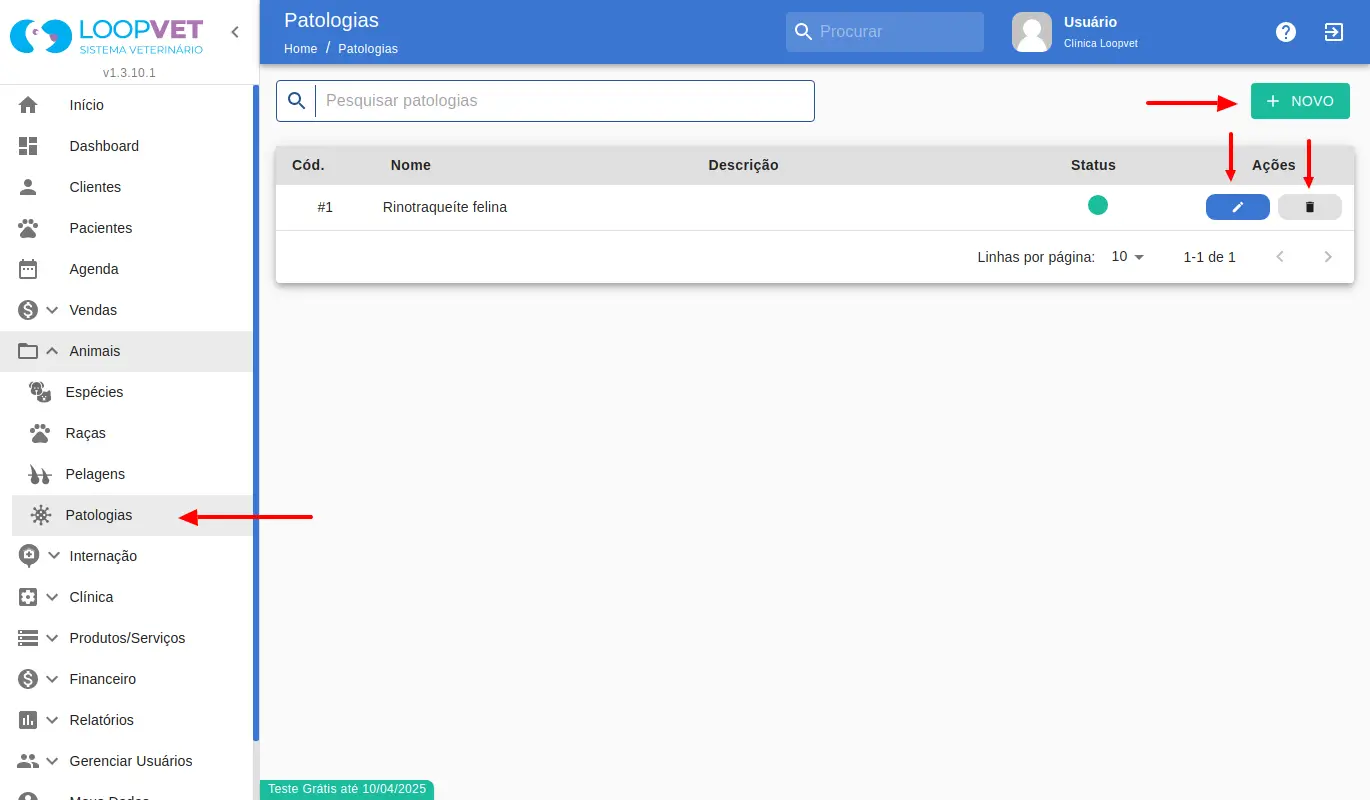 LOOPVET
SISTEMA VETERINÁRIO
v1.3.10.1
Início
Dashboard
Clientes
Pacientes
Agenda
Vendas
Animais
Espécies
Raças
Pelagens
Patologias
Internação
Clínica
Produtos/Serviços
Financeiro
Relatórios
Gerenciar Usuários
Patologias
Home / Patologias
Procurar
Usuário
Clínica Loopvet
Pesquisar patologias
+ NOVO
Cód. Nome Descrição Status Ações
#1 Rinotraqueíte felina
Linhas por página: 10 1-1 de 1
Teste Grátis até 10/04/2025